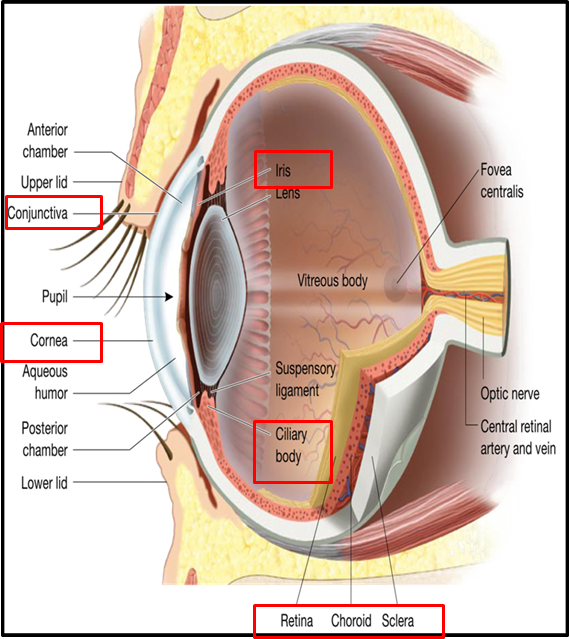 Anterior
chamber
Upper lid
Conjunctiva
Pupil
Cornea
Aqueous
humor
Posterior
chamber
Lower lid
Iris
Lens
Vitreous body
Suspensory
ligament
Ciliary
body
Fovea
centralis
Optic nerve
Central retinal
artery and vein
Retina Choroid Sclera